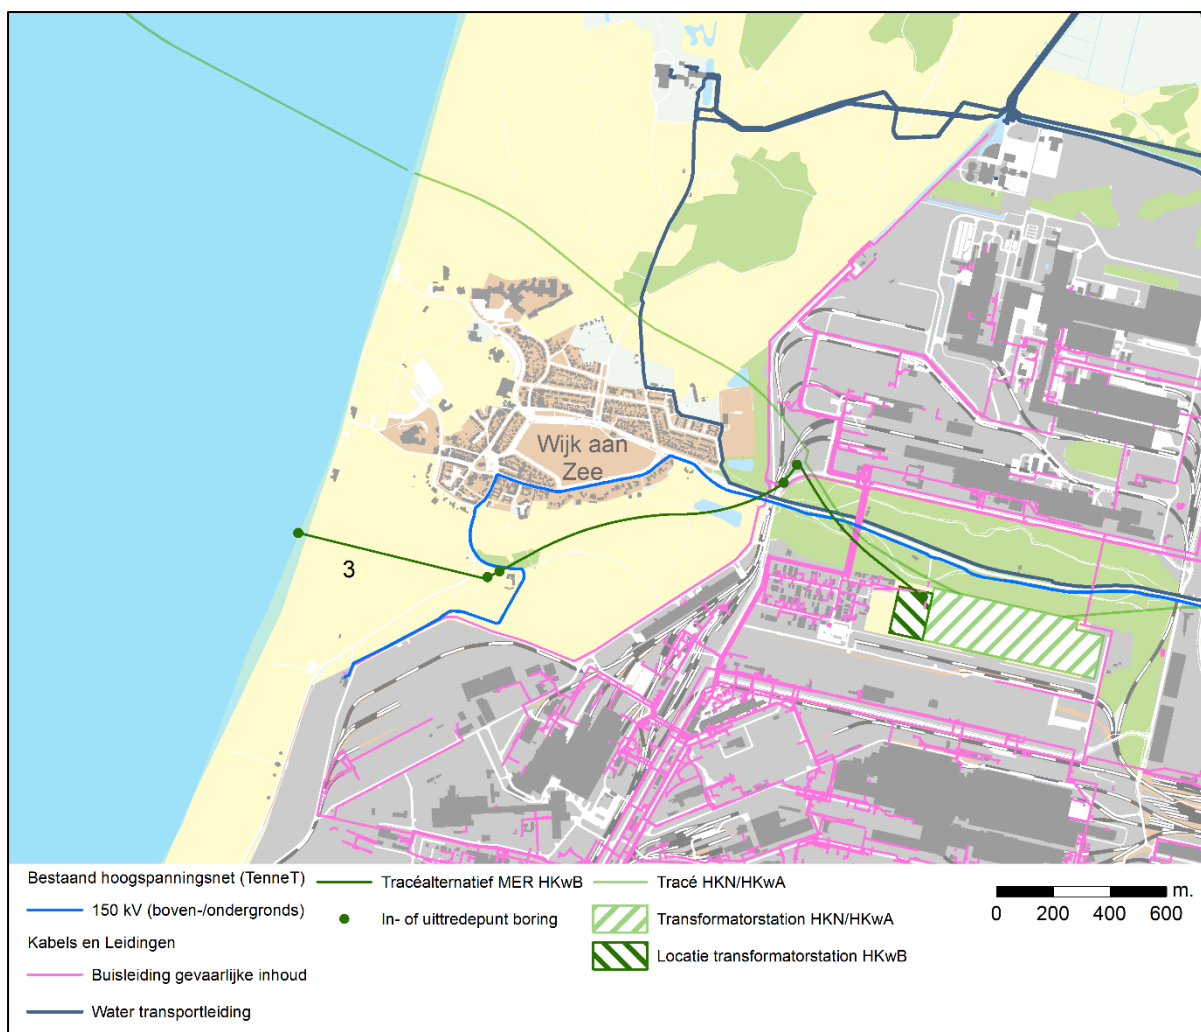 Wijk aan
Zee
3
Bestaand hoogspanningsnet (TenneT)
150 kV (boven-/ondergronds)
Kabels en Leidingen
Buisleiding gevaarlijke inhoud
Water transportleiding
Tracéalternatief MER HKwB
In- of uittredepunt boring
Tracé HKN/HKwA
Transformatorstation HKN/HKwA
Locatie transformatorstation HKwB
m.
0 200 400 600